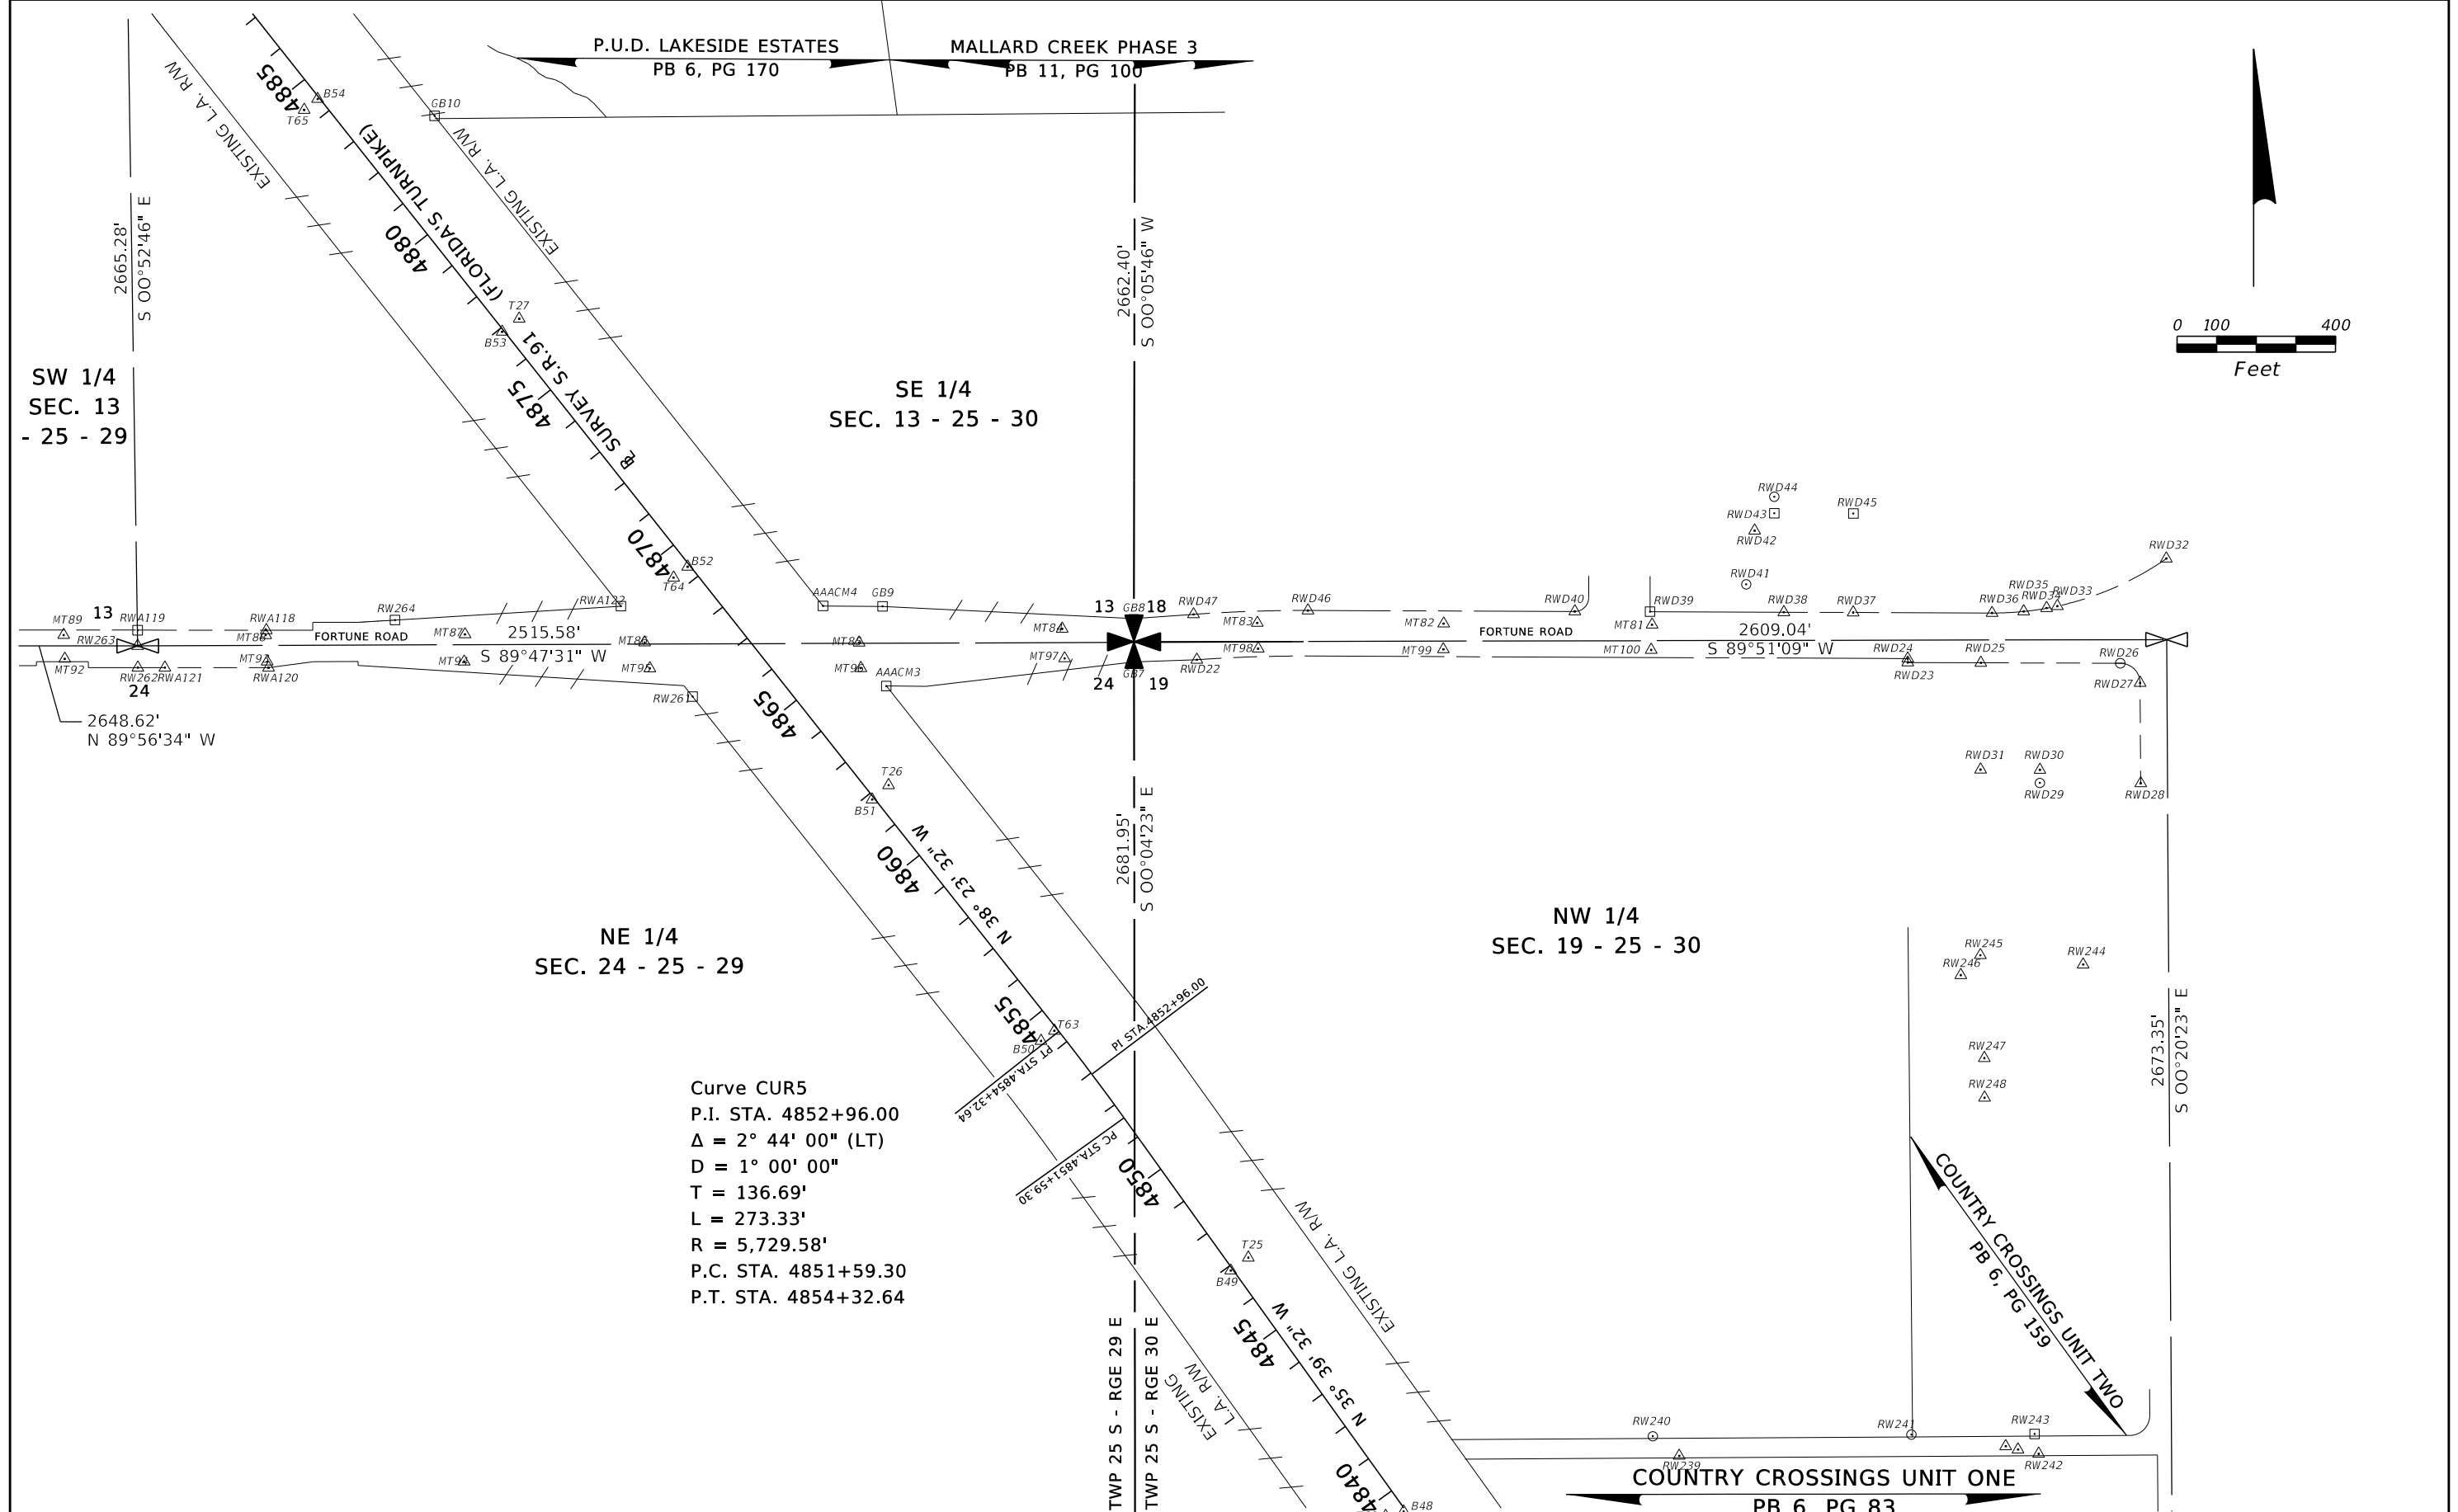 P.U.D. LAKESIDE ESTATES
PB 6, PG 170
MALLARD CREEK PHASE 3
PB 11, PG 100
EXISTING L.A. R/W
4885
B54
T65
GB10
EXISTING L.A. R/W
2665.28'
S 00°52'46" E
4880
℄ SURVEY S.R.91 (FLORIDA'S TURNPIKE)
T27
B53
2662.40'
S 00°05'46" W
0 100 400
Feet
SW 1/4
SEC. 13
- 25 - 29
4875
SE 1/4
SEC. 13 - 25 - 30
4870
B52
T64
RWD44
RWD43
RWD45
RWD42
RWD41
RWD32
MT89
13
RWA119
RWA118
RW264
RWA122
AAACM4
GB9
13
GB8
18
RWD47
RWD46
RWD40
RWD39
RWD38
RWD37
RWD36
RWD35
RWD34
RWD33
RW263
MT88
FORTUNE ROAD
MT87
2515.58'
S 89°47'31" W
MT86
MT85
MT84
MT83
MT82
FORTUNE ROAD
MT81
2609.04'
S 89°51'09" W
MT92
RW262
RWA121
MT93
RWA120
MT94
MT95
MT96
MT97
MT98
MT99
MT100
RWD24
RWD25
RWD26
24
RW261
AAACM3
24
GB7
19
RWD22
RWD23
RWD27
2648.62'
N 89°56'34" W
4865
T26
B51
RWD31
RWD30
RWD29
RWD28
2681.95'
S 00°04'23" E
4860
N 38° 23' 32" W
NE 1/4
SEC. 24 - 25 - 29
NW 1/4
SEC. 19 - 25 - 30
RW245
RW246
RW244
4855
T63
B50
PI STA.4852+96.00
PT STA.4854+32.64
RW247
RW248
2673.35'
S 00°20'23" E
Curve CUR5
P.I. STA. 4852+96.00
Δ = 2° 44' 00" (LT)
D = 1° 00' 00"
T = 136.69'
L = 273.33'
R = 5,729.58'
P.C. STA. 4851+59.30
P.T. STA. 4854+32.64
PC STA.4851+59.30
4850
T25
B49
EXISTING L.A. R/W
COUNTRY CROSSINGS UNIT TWO
PB 6, PG 159
4845
N 35° 39' 32" W
TWP 25 S - RGE 29 E
TWP 25 S - RGE 30 E
EXISTING
L.A. R/W
RW240
RW241
RW243
RW239
RW242
4840
B48
COUNTRY CROSSINGS UNIT ONE
PB 6, PG 83